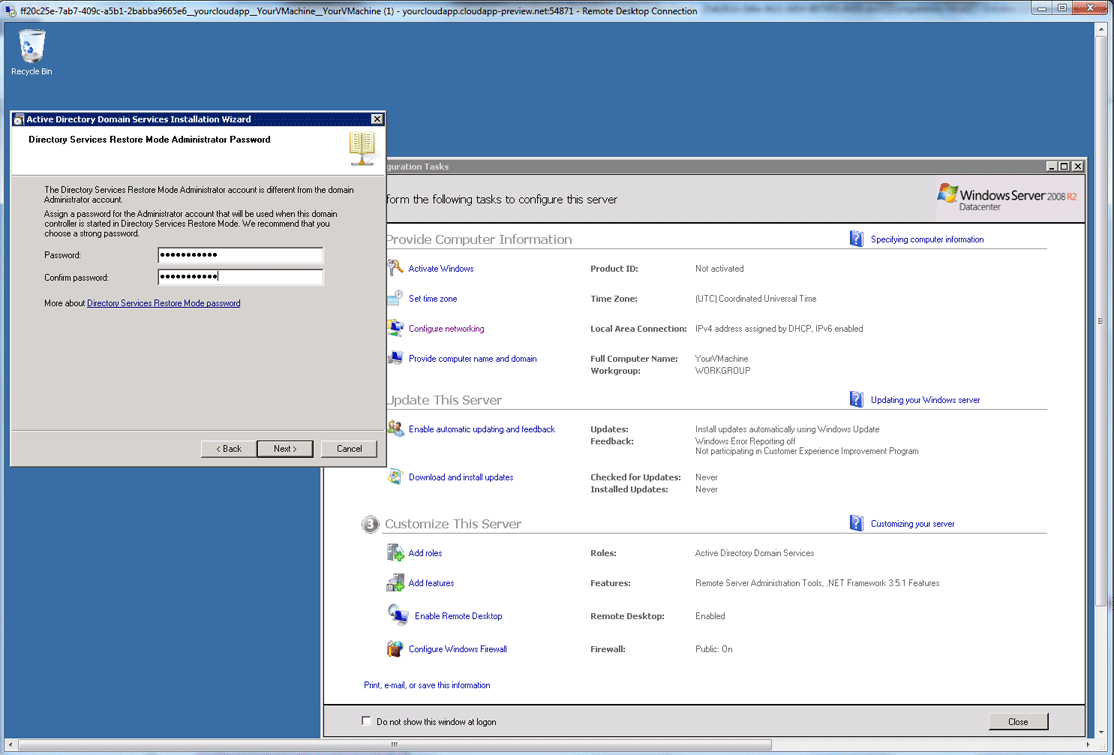 ff20c25e-7ab7-409c-a5b1-2babba9665e6__yourcloudapp__YourVMachine__YourVMachine (1) - yourcloudapp.cloudapp-preview.net:54871 - Remote Desktop Connection
Recycle Bin
Active Directory Domain Services Installation Wizard
Directory Services Restore Mode Administrator Password
The Directory Services Restore Mode Administrator account is different from the domain
Administrator account.
Assign a password for the Administrator account that will be used when this domain
controller is started in Directory Services Restore Mode. We recommend that you
choose a strong password.
Password: •••••••••••
Confirm password: •••••••••••
More about Directory Services Restore Mode password
< Back Next > Cancel
guration Tasks
form the following tasks to configure this server
Windows Server 2008 R2
Datacenter
Provide Computer Information
Specifying computer information
Activate Windows Product ID: Not activated
Set time zone Time Zone: (UTC) Coordinated Universal Time
Configure networking Local Area Connection: IPv4 address assigned by DHCP, IPv6 enabled
Provide computer name and domain Full Computer Name: YourVMachine
Workgroup: WORKGROUP
Update This Server
Updating your Windows server
Enable automatic updating and feedback Updates: Install updates automatically using Windows Update
Feedback: Windows Error Reporting off
Not participating in Customer Experience Improvement Program
Download and install updates Checked for Updates: Never
Installed Updates: Never
3 Customize This Server
Customizing your server
Add roles Roles: Active Directory Domain Services
Add features Features: Remote Server Administration Tools, .NET Framework 3.5.1 Features
Enable Remote Desktop Remote Desktop: Enabled
Configure Windows Firewall Firewall: Public: On
Print, e-mail, or save this information
Do not show this window at logon
Close